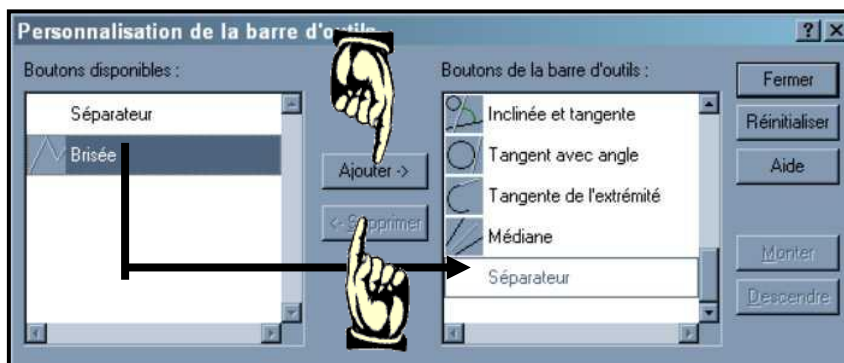 Personnalisation de la barre d'outils
Boutons disponibles :
Séparateur
Brisée
Ajouter ->
<- Supprimer
Boutons de la barre d'outils :
Inclinée et tangente
Tangent avec angle
Tangente de l'extrémité
Médiane
Séparateur
Fermer
Réinitialiser
Aide
Monter
Descendre